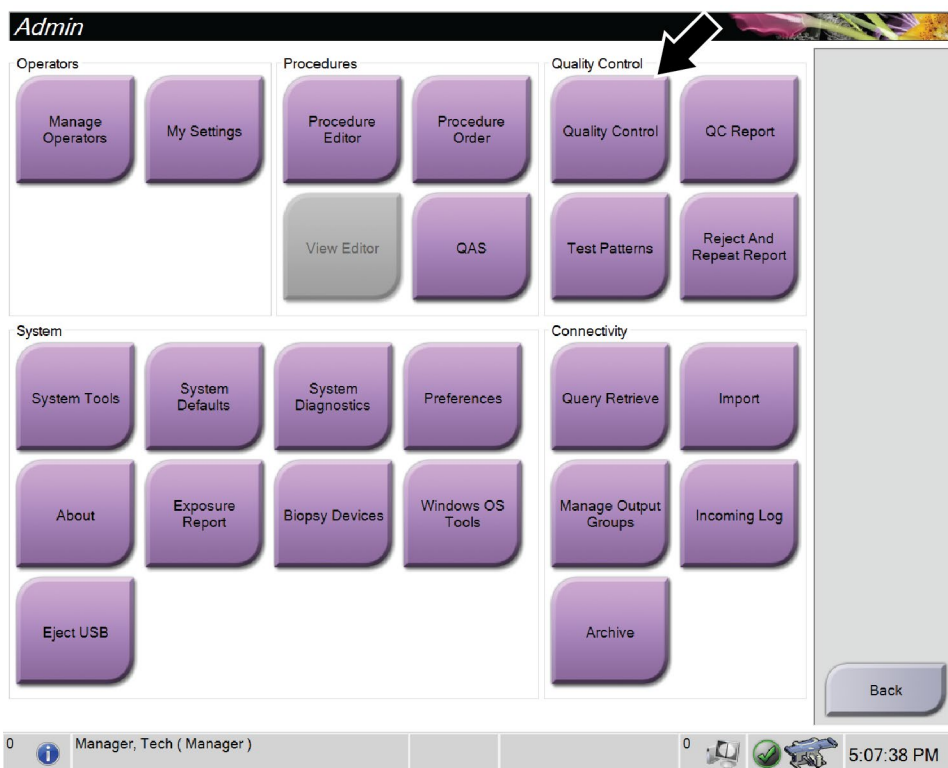 Admin
Operators
Manage
Operators
My Settings
Procedures
Procedure
Editor
Procedure
Order
View Editor
QAS
Quality Control
Quality Control
QC Report
Test Patterns
Reject And
Repeat Report
System
System Tools
System
Defaults
System
Diagnostics
Preferences
About
Exposure
Report
Biopsy Devices
Windows OS
Tools
Eject USB
Connectivity
Query Retrieve
Import
Manage Output
Groups
Incoming Log
Archive
Back
0
Manager, Tech ( Manager )
0
5:07:38 PM